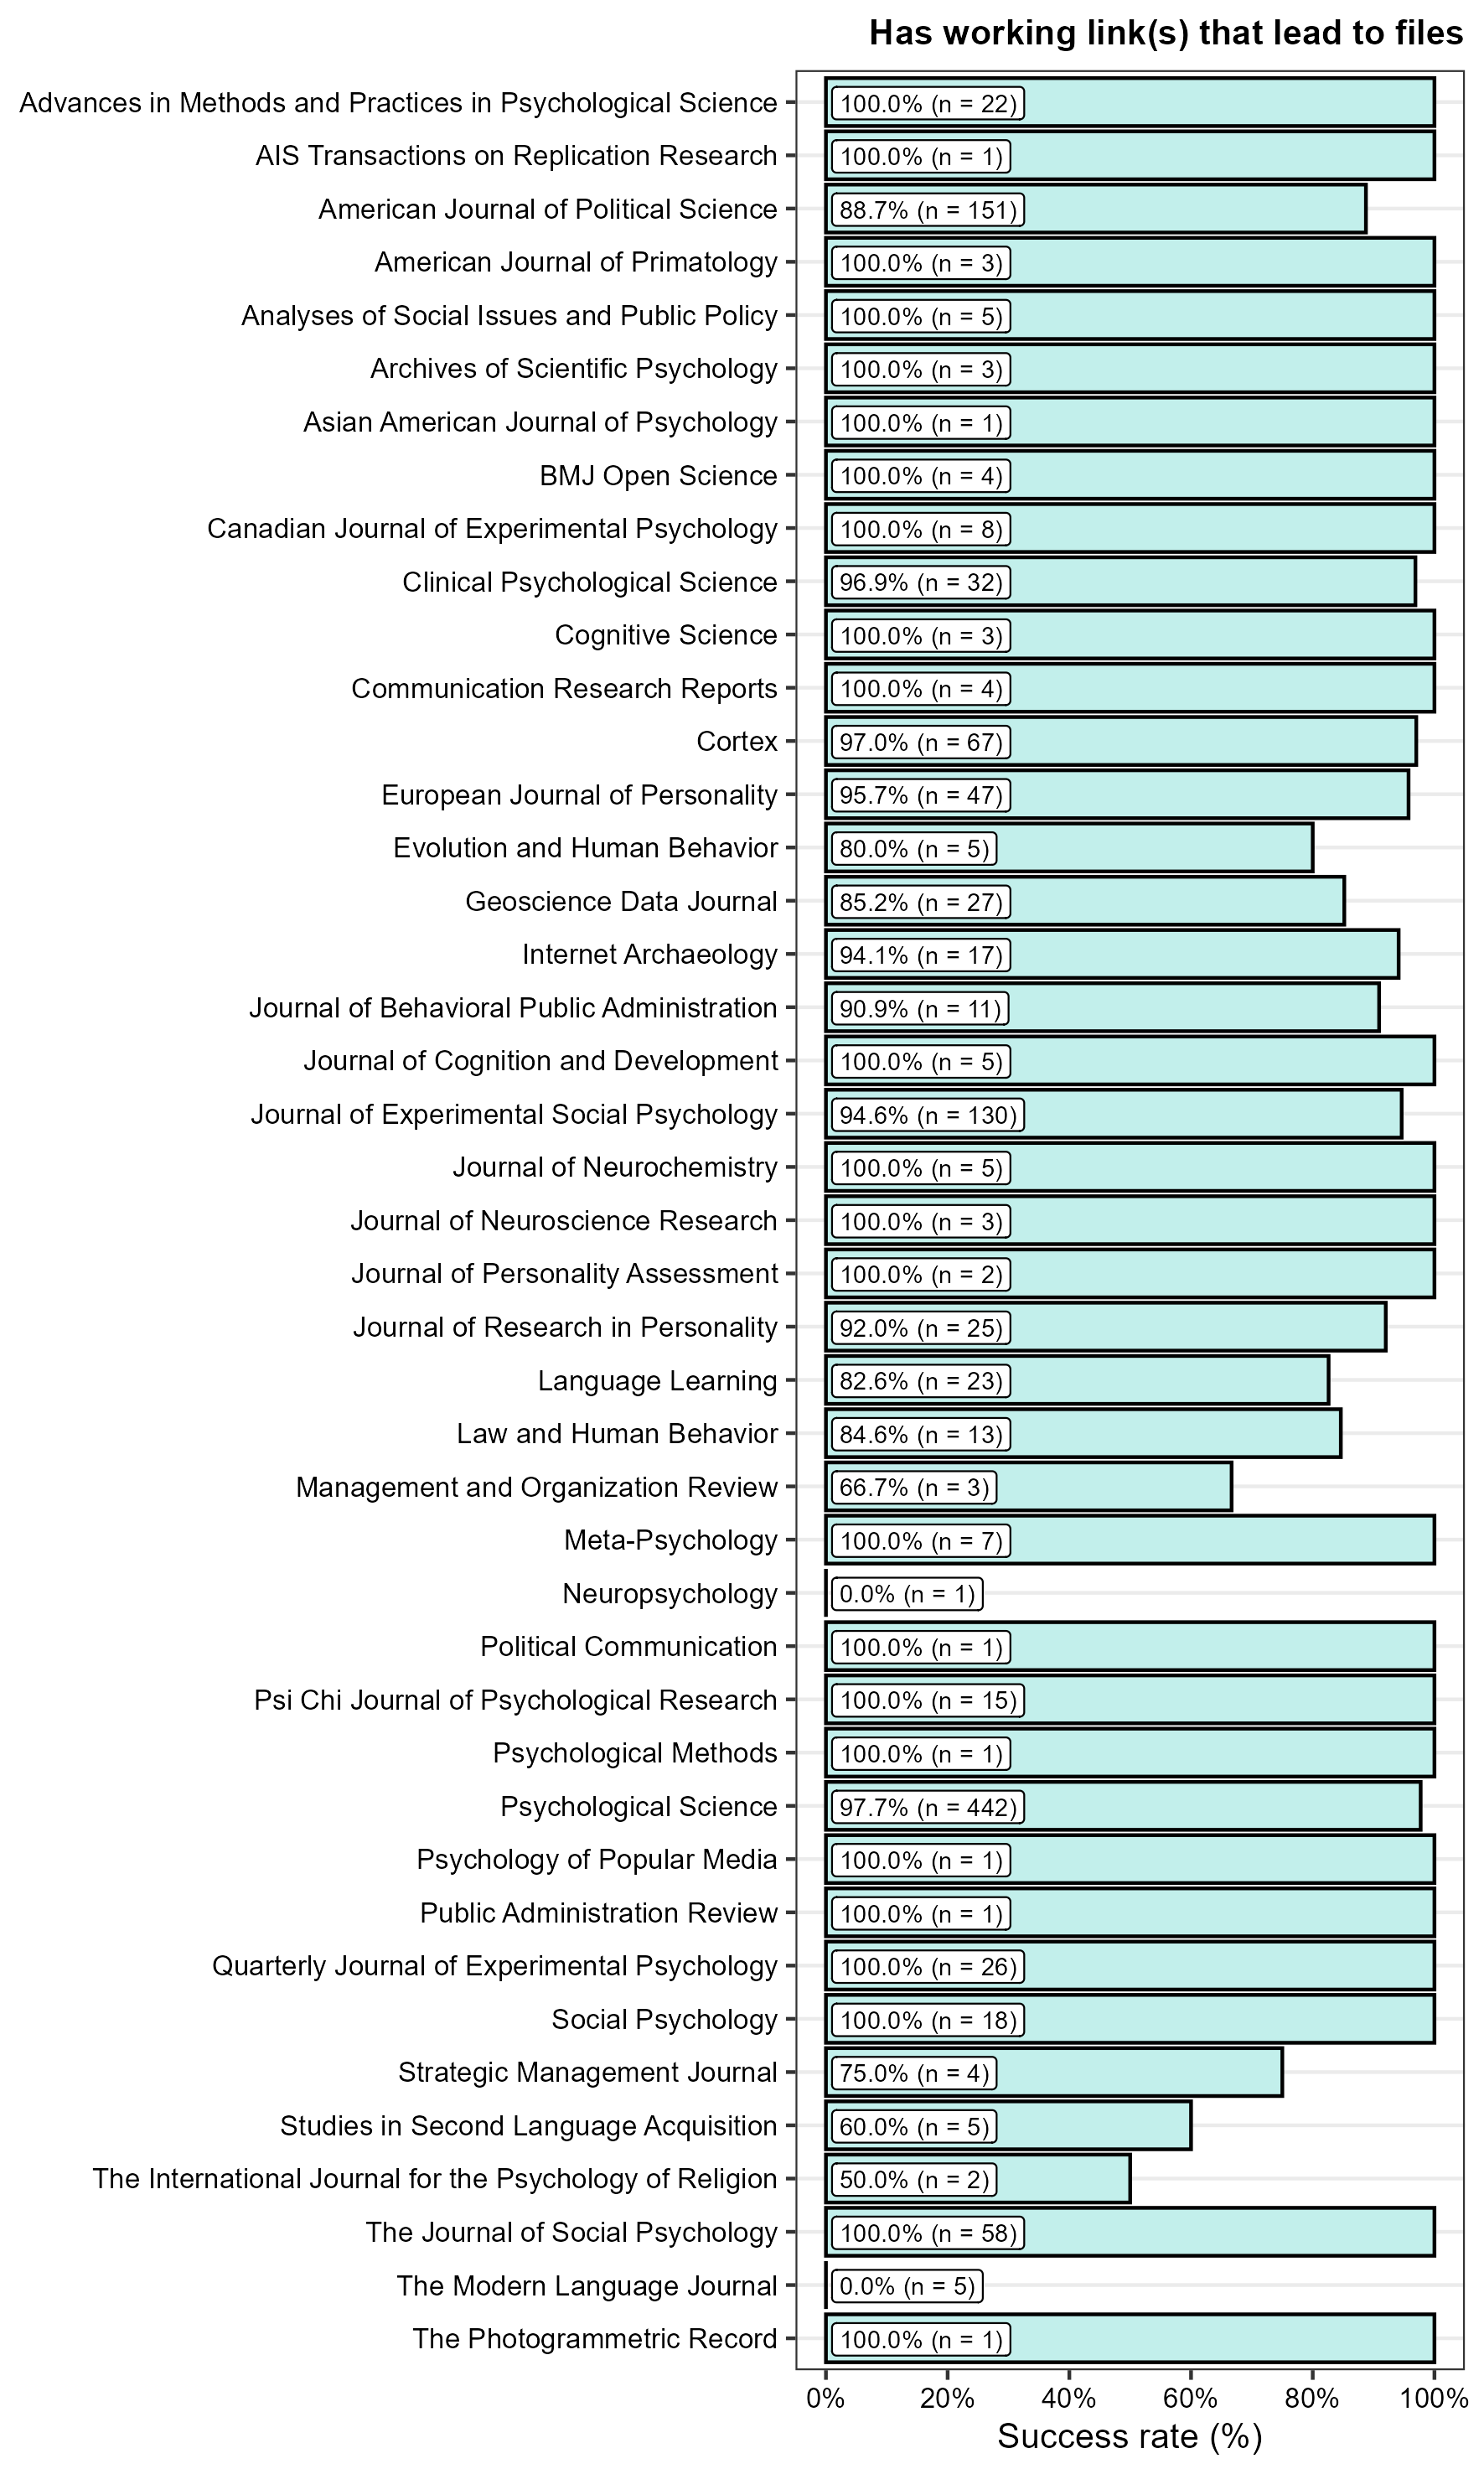 Has working link(s) that lead to files
Advances in Methods and Practices in Psychological Science 100.0% (n = 22)
AIS Transactions on Replication Research 100.0% (n = 1)
American Journal of Political Science 88.7% (n = 151)
American Journal of Primatology 100.0% (n = 3)
Analyses of Social Issues and Public Policy 100.0% (n = 5)
Archives of Scientific Psychology 100.0% (n = 3)
Asian American Journal of Psychology 100.0% (n = 1)
BMJ Open Science 100.0% (n = 4)
Canadian Journal of Experimental Psychology 100.0% (n = 8)
Clinical Psychological Science 96.9% (n = 32)
Cognitive Science 100.0% (n = 3)
Communication Research Reports 100.0% (n = 4)
Cortex 97.0% (n = 67)
European Journal of Personality 95.7% (n = 47)
Evolution and Human Behavior 80.0% (n = 5)
Geoscience Data Journal 85.2% (n = 27)
Internet Archaeology 94.1% (n = 17)
Journal of Behavioral Public Administration 90.9% (n = 11)
Journal of Cognition and Development 100.0% (n = 5)
Journal of Experimental Social Psychology 94.6% (n = 130)
Journal of Neurochemistry 100.0% (n = 5)
Journal of Neuroscience Research 100.0% (n = 3)
Journal of Personality Assessment 100.0% (n = 2)
Journal of Research in Personality 92.0% (n = 25)
Language Learning 82.6% (n = 23)
Law and Human Behavior 84.6% (n = 13)
Management and Organization Review 66.7% (n = 3)
Meta-Psychology 100.0% (n = 7)
Neuropsychology 0.0% (n = 1)
Political Communication 100.0% (n = 1)
Psi Chi Journal of Psychological Research 100.0% (n = 15)
Psychological Methods 100.0% (n = 1)
Psychological Science 97.7% (n = 442)
Psychology of Popular Media 100.0% (n = 1)
Public Administration Review 100.0% (n = 1)
Quarterly Journal of Experimental Psychology 100.0% (n = 26)
Social Psychology 100.0% (n = 18)
Strategic Management Journal 75.0% (n = 4)
Studies in Second Language Acquisition 60.0% (n = 5)
The International Journal for the Psychology of Religion 50.0% (n = 2)
The Journal of Social Psychology 100.0% (n = 58)
The Modern Language Journal 0.0% (n = 5)
The Photogrammetric Record 100.0% (n = 1)
0% 20% 40% 60% 80% 100%
Success rate (%)